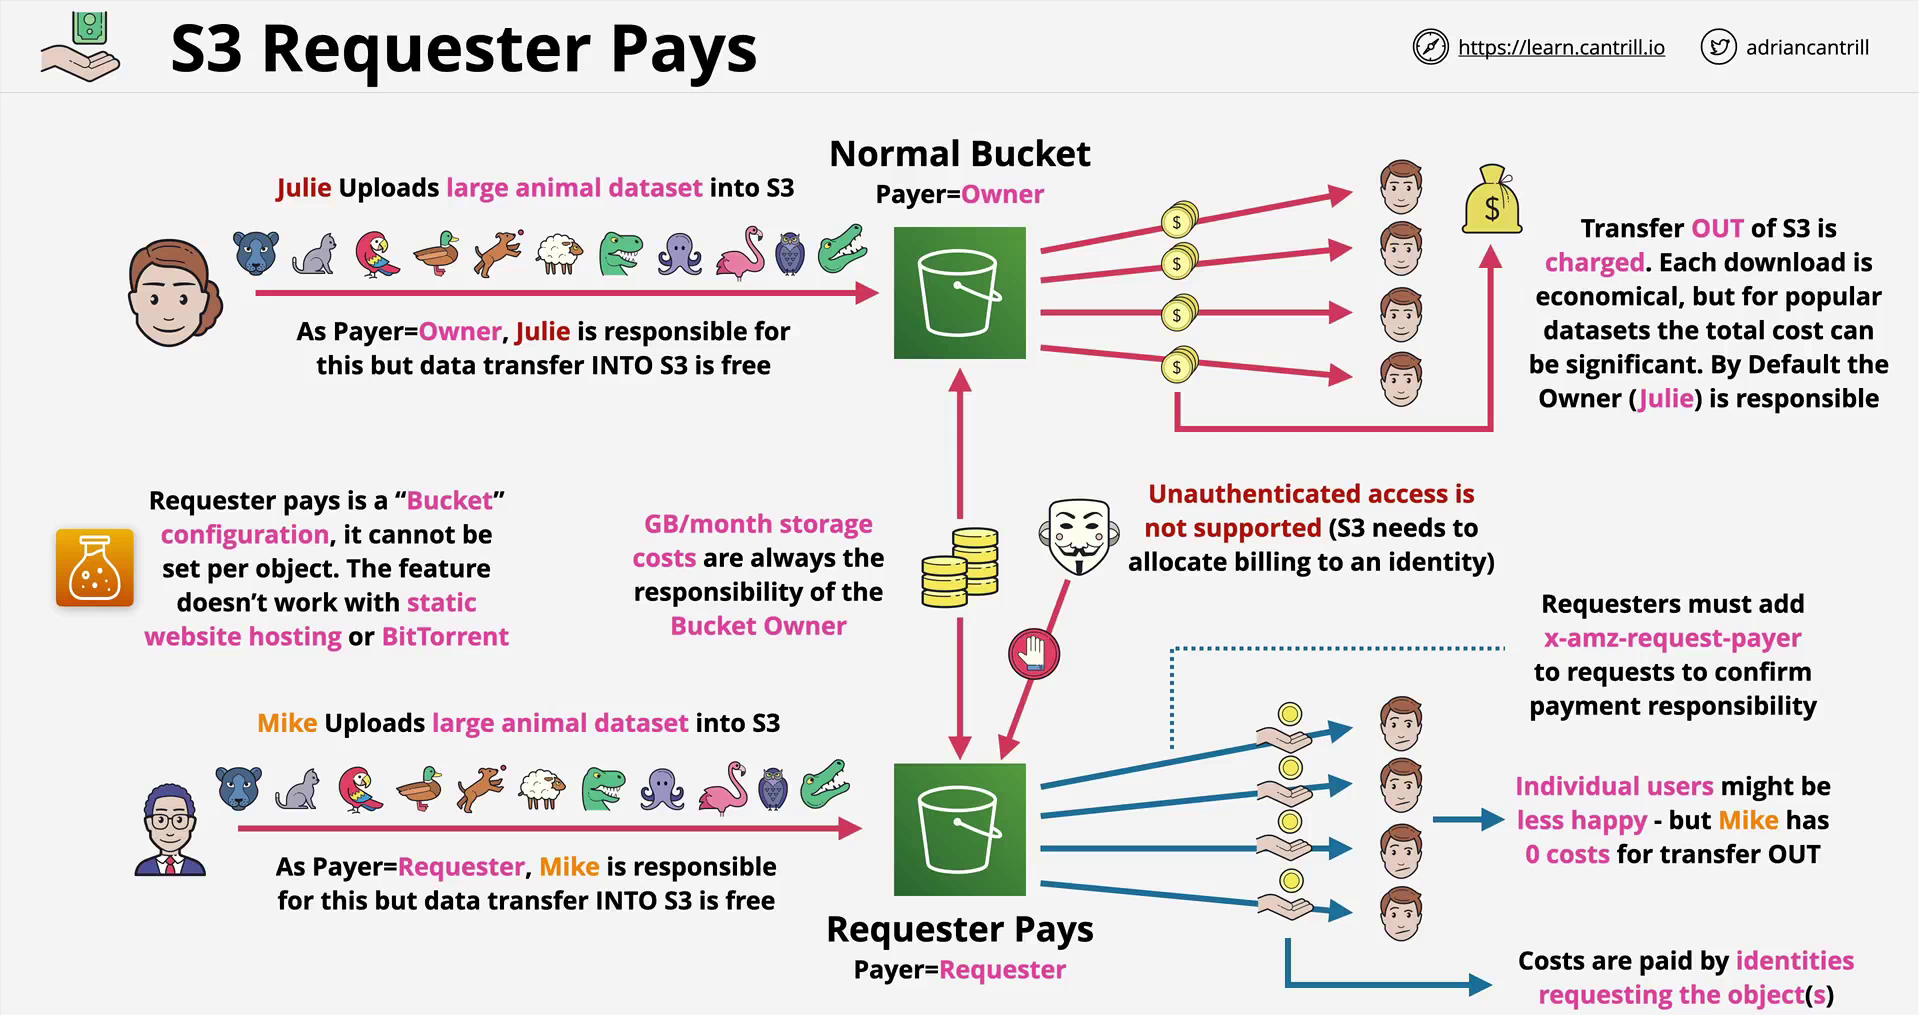 S3 Requester Pays
https://learn.cantrill.io
adriancantrill
Normal Bucket
Payer=Owner
Julie Uploads large animal dataset into S3
As Payer=Owner, Julie is responsible for
this but data transfer INTO S3 is free
$
$
$
$
$
Transfer OUT of S3 is
charged. Each download is
economical, but for popular
datasets the total cost can
be significant. By Default the
Owner (Julie) is responsible
Requester pays is a “Bucket”
configuration, it cannot be
set per object. The feature
doesn’t work with static
website hosting or BitTorrent
GB/month storage
costs are always the
responsibility of the
Bucket Owner
Unauthenticated access is
not supported (S3 needs to
allocate billing to an identity)
Requesters must add
x-amz-request-payer
to requests to confirm
payment responsibility
Mike Uploads large animal dataset into S3
As Payer=Requester, Mike is responsible
for this but data transfer INTO S3 is free
Requester Pays
Payer=Requester
Individual users might be
less happy - but Mike has
0 costs for transfer OUT
Costs are paid by identities
requesting the object(s)